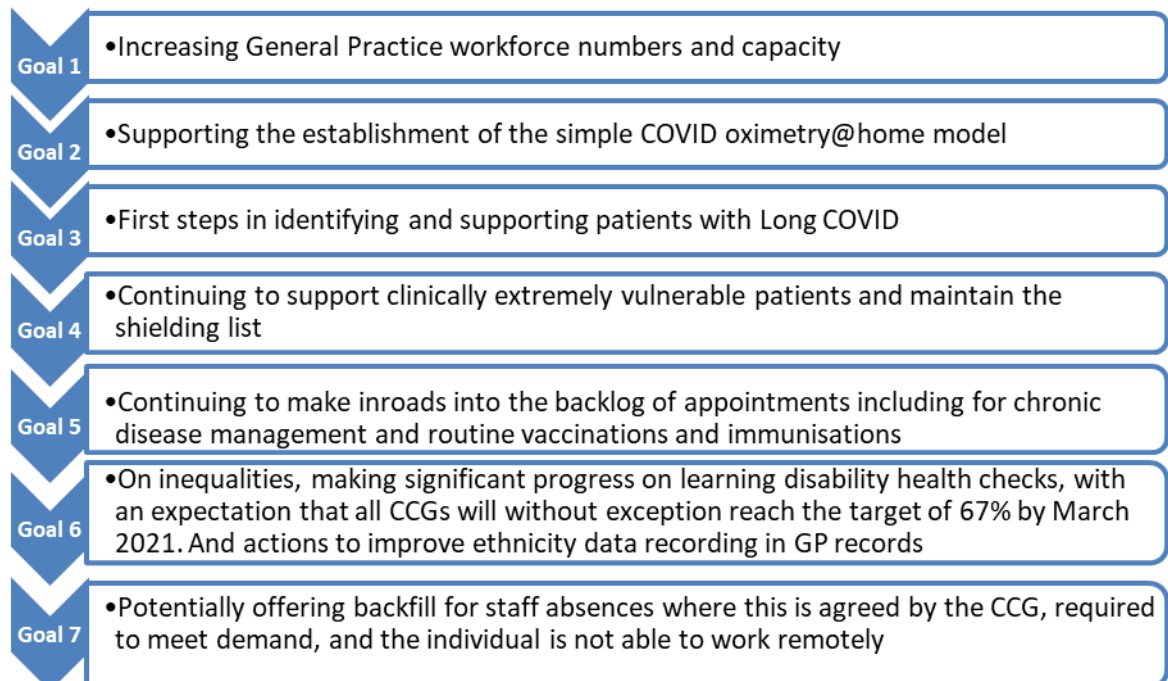 Goal 1
•Increasing General Practice workforce numbers and capacity
Goal 2
•Supporting the establishment of the simple COVID oximetry@home model
Goal 3
•First steps in identifying and supporting patients with Long COVID
Goal 4
•Continuing to support clinically extremely vulnerable patients and maintain the
shielding list
Goal 5
•Continuing to make inroads into the backlog of appointments including for chronic
disease management and routine vaccinations and immunisations
Goal 6
•On inequalities, making significant progress on learning disability health checks, with
an expectation that all CCGs will without exception reach the target of 67% by March
2021. And actions to improve ethnicity data recording in GP records
Goal 7
•Potentially offering backfill for staff absences where this is agreed by the CCG, required
to meet demand, and the individual is not able to work remotely